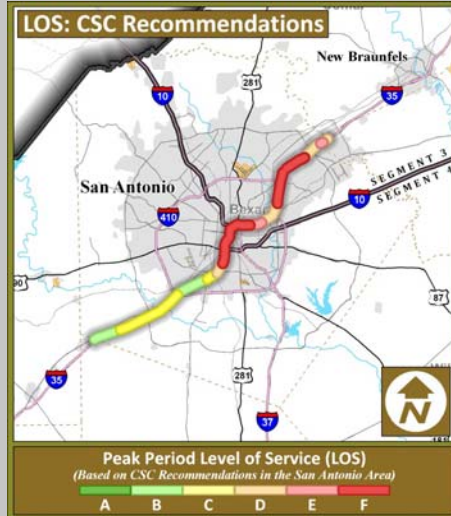 LOS: CSC Recommendations
New Braunfels
281
10
35
San Antonio
SEGMENT 3
SEGMENT 4
10
410
Bexar
90
87
35
281
37
N
Peak Period Level of Service (LOS)
(Based on CSC Recommendations in the San Antonio Area)
A B C D E F